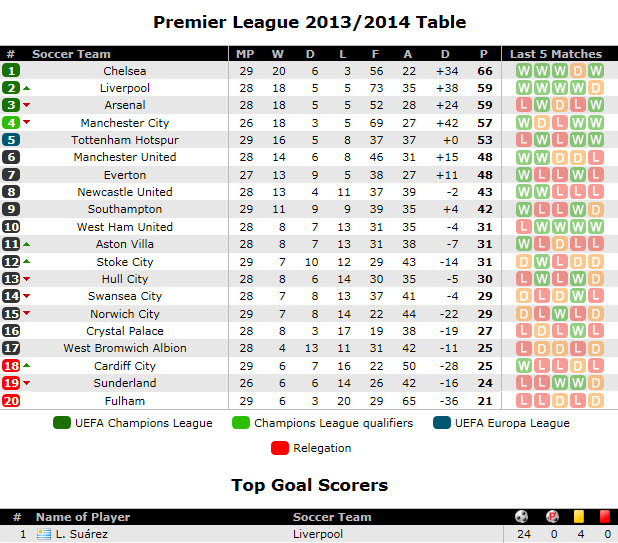 Premier League 2013/2014 Table
# Soccer Team MP W D L F A D P Last 5 Matches
1 Chelsea 29 20 6 3 56 22 +34 66 W W W D W
2 Liverpool 28 18 5 5 73 35 +38 59 W W W W D
3 Arsenal 28 18 5 5 52 28 +24 59 L W D L W
4 Manchester City 26 18 3 5 69 27 +42 57 W D L W W
5 Tottenham Hotspur 29 16 5 8 37 37 +0 53 L W L W W
6 Manchester United 28 14 6 8 46 31 +15 48 W W D D L
7 Everton 27 13 9 5 38 27 +11 48 W L L W L
8 Newcastle United 28 13 4 11 37 39 -2 43 W W L L L
9 Southampton 29 11 9 9 39 35 +4 42 W L L W D
10 West Ham United 28 8 7 13 31 35 -4 31 L W W W W
11 Aston Villa 28 8 7 13 31 38 -7 31 W L D L L
12 Stoke City 29 7 10 12 29 43 -14 31 D W L D D
13 Hull City 28 8 6 14 30 35 -5 30 L W L W L
14 Swansea City 28 7 8 13 37 41 -4 29 D L D W L
15 Norwich City 29 7 8 14 22 44 -22 29 D L W L D
16 Crystal Palace 28 8 3 17 19 38 -19 27 L D L W L
17 West Bromwich Albion 28 4 13 11 31 42 -11 25 L D D L D
18 Cardiff City 29 6 7 16 22 50 -28 25 W L L D L
19 Sunderland 26 6 6 14 26 42 -16 24 L L W W D
20 Fulham 29 6 3 20 29 65 -36 21 L L D L D
UEFA Champions League Champions League qualifiers UEFA Europa League
Relegation
Top Goal Scorers
# Name of Player Soccer Team
1 L. Suárez Liverpool 24 0 4 0